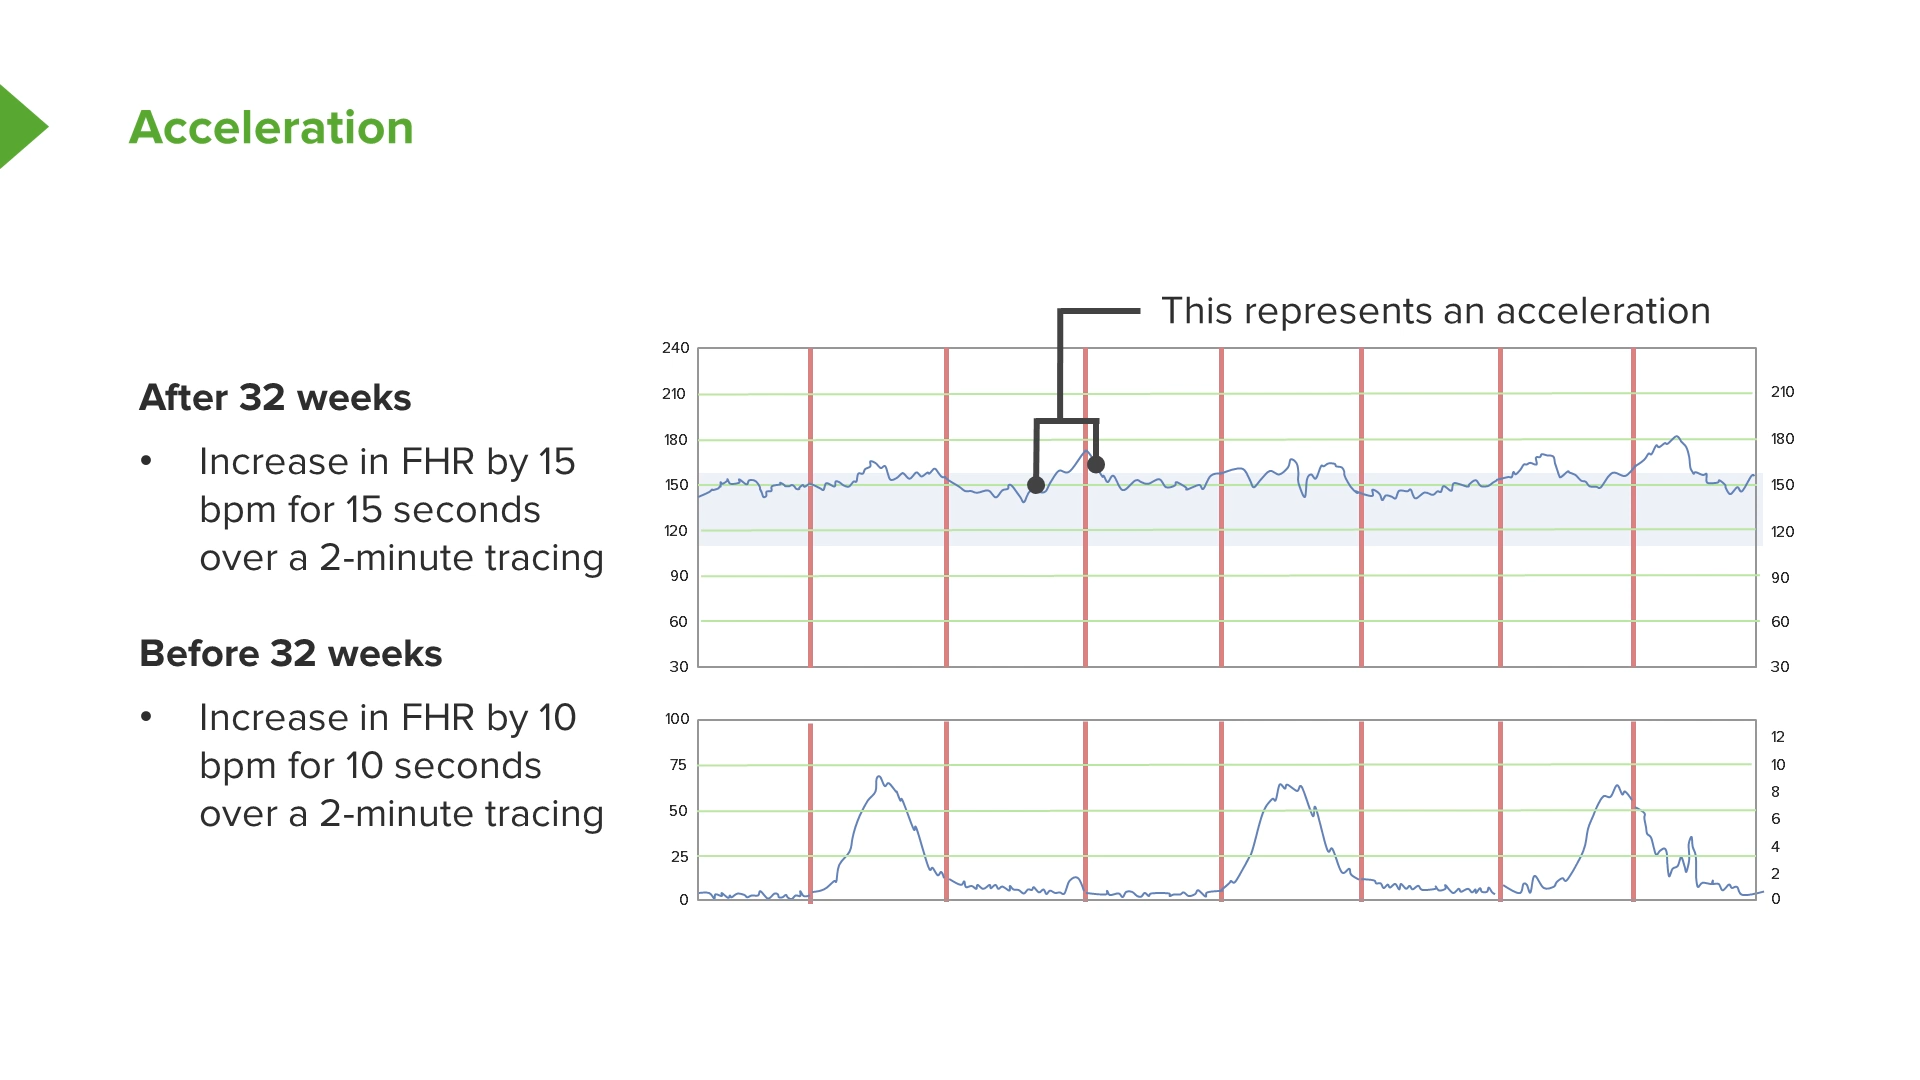 Acceleration
This represents an acceleration
After 32 weeks
• Increase in FHR by 15
bpm for 15 seconds
over a 2-minute tracing
Before 32 weeks
• Increase in FHR by 10
bpm for 10 seconds
over a 2-minute tracing
240
210 210
180 180
150 150
120 120
90 90
60 60
30 30
100
12
75 10
8
50
6
4
25
2
0 0